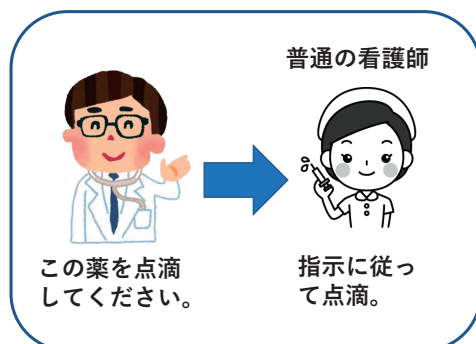 普通の看護師
この薬を点滴
してください。
指示に従っ
て点滴。